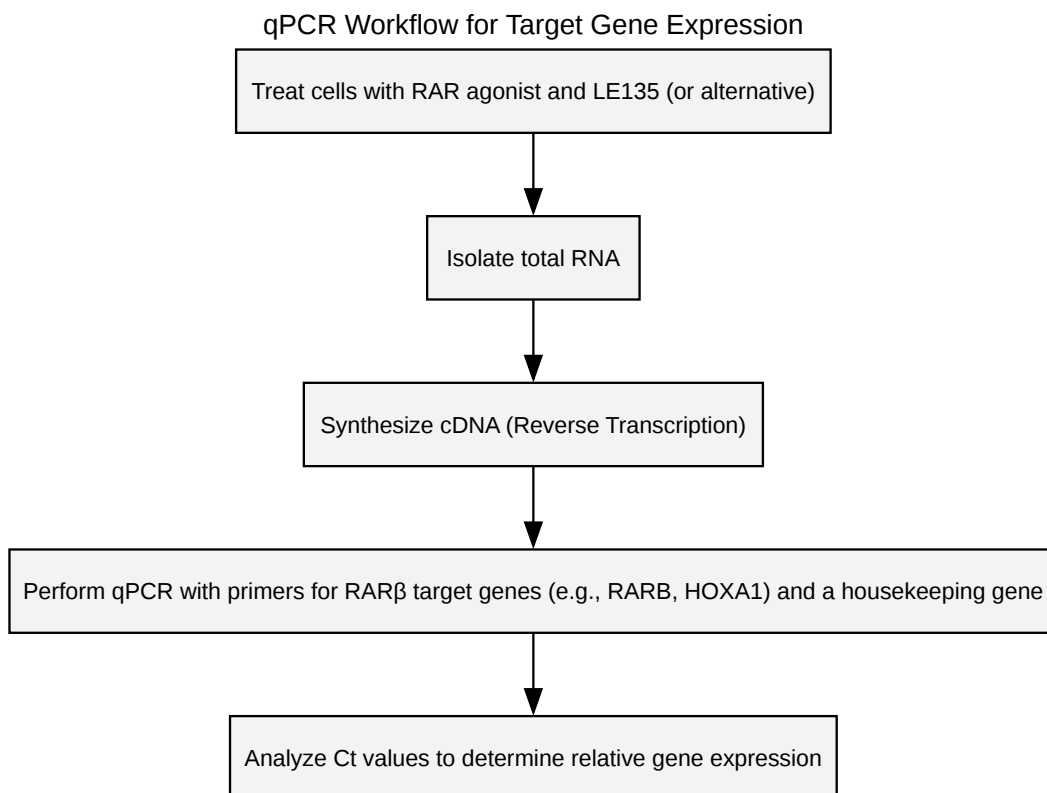 qPCR Workflow for Target Gene Expression
Treat cells with RAR agonist and LE135 (or alternative)
Isolate total RNA
Synthesize cDNA (Reverse Transcription)
Perform qPCR with primers for RARβ target genes (e.g., RARB, HOXA1) and a housekeeping gene
Analyze Ct values to determine relative gene expression